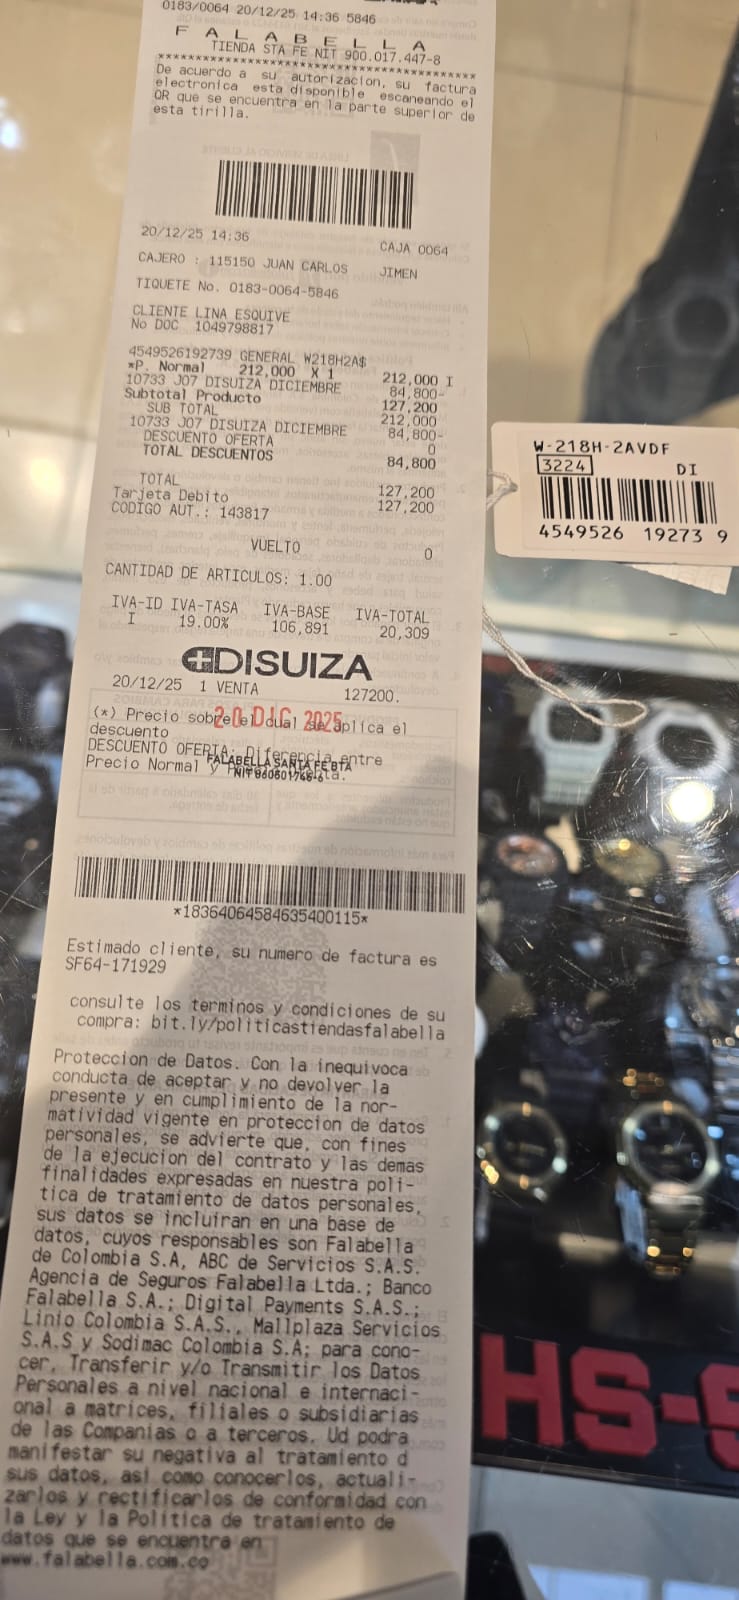 0183/0064 20/12/25 14:36 5846
F A L A B E L L A
TIENDA STA FE NIT 900.017.447-8
****************************************
De acuerdo a su autorizacion, su factura
electronica esta disponible escaneando el
QR que se encuentra en la parte superior de
esta tirilla.
20/12/25 14:36 CAJA 0064
CAJERO : 115150 JUAN CARLOS JIMEN
TIQUETE No. 0183-0064-5846
CLIENTE LINA ESQUIVE
No DOC 1049798817
4549526192739 GENERAL W218H2A$
*P. Normal 212,000 X 1 212,000 I
10733 J07 DISUIZA DICIEMBRE 84,800-
Subtotal Producto 127,200
SUB TOTAL 212,000
10733 J07 DISUIZA DICIEMBRE 84,800-
DESCUENTO OFERTA 0
TOTAL DESCUENTOS 84,800
TOTAL 127,200
Tarjeta Debito 127,200
CODIGO AUT.: 143817
VUELTO 0
CANTIDAD DE ARTICULOS: 1.00
IVA-ID IVA-TASA IVA-BASE IVA-TOTAL
I 19.00% 106,891 20,309
DISUIZA
20/12/25 1 VENTA 127200.
20 DIC 2025
(*) Precio sobre el cual se aplica el
descuento
DESCUENTO OFERTA: Diferencia entre
Precio Normal y
FALABELLA SANTA FE BTA
*18364064584635400115*
Estimado cliente, su numero de factura es
SF64-171929
consulte los terminos y condiciones de su
compra: bit.ly/politicastiendasfalabella
Proteccion de Datos. Con la inequivoca
conducta de aceptar y no devolver la
presente y en cumplimiento de la nor-
matividad vigente en proteccion de datos
personales, se advierte que, con fines
de la ejecucion del contrato y las demas
finalidades expresadas en nuestra poli-
tica de tratamiento de datos personales,
sus datos se incluiran en una base de
datos, cuyos responsables son Falabella
de Colombia S.A, ABC de Servicios S.A.S.
Agencia de Seguros Falabella Ltda.; Banco
Falabella S.A.; Digital Payments S.A.S.;
Linio Colombia S.A.S., Mallplaza Servicios
S.A.S y Sodimac Colombia S.A; para cono-
cer, Transferir y/o Transmitir los Datos
Personales a nivel nacional e internaci-
onal a matrices, filiales o subsidiarias
de las Companias o a terceros. Ud podra
manifestar su negativa al tratamiento d
sus datos, asi como conocerlos, actuali-
zarlos y rectificarlos de conformidad con
la Ley y la Politica de tratamiento de
datos que se encuentra en
www.falabella.com.co
W-218H-2AVDF
3224 DI
4549526 19273 9
HS-